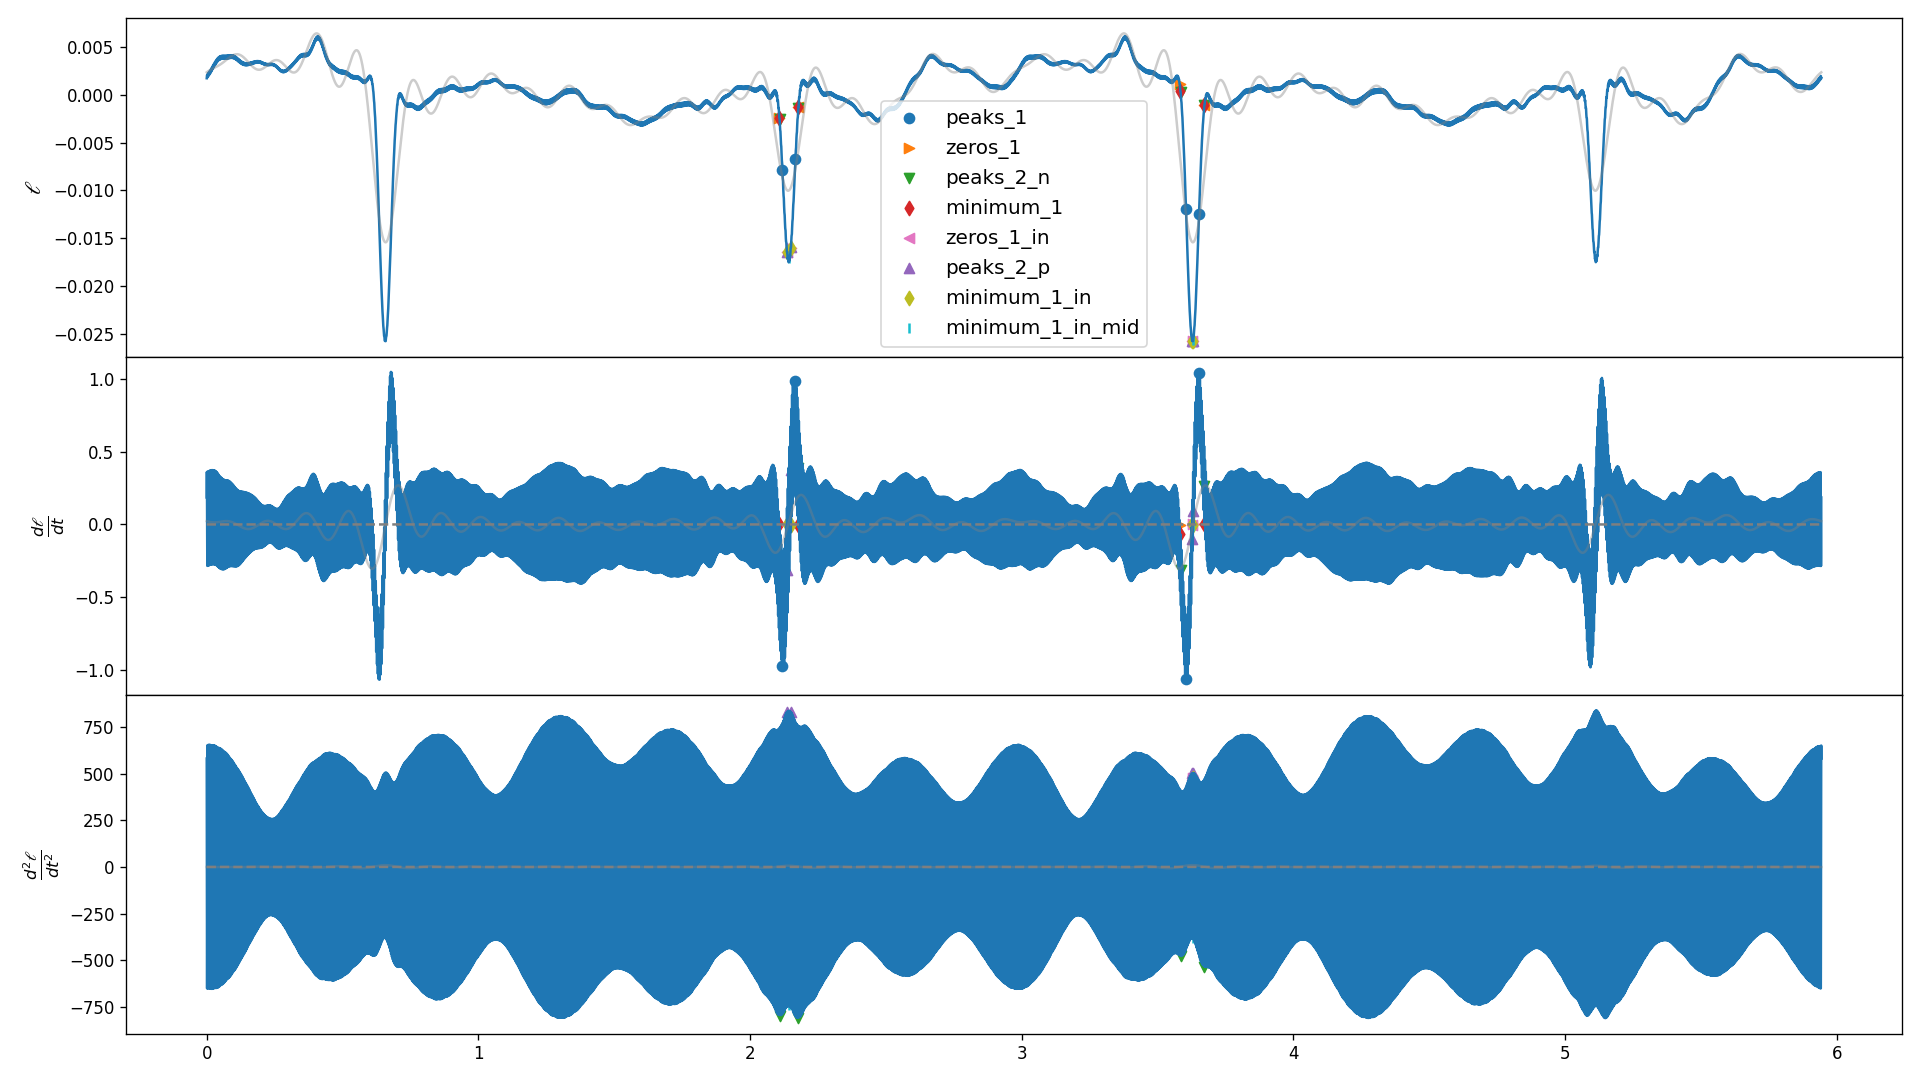 0.005
0.000
−0.005
−0.010
−0.015
−0.020
−0.025
ℓ
peaks_1
zeros_1
peaks_2_n
minimum_1
zeros_1_in
peaks_2_p
minimum_1_in
minimum_1_in_mid
1.0
0.5
0.0
−0.5
−1.0
dℓ
dt
750
500
250
0
−250
−500
−750
d²ℓ
dt²
0 1 2 3 4 5 6